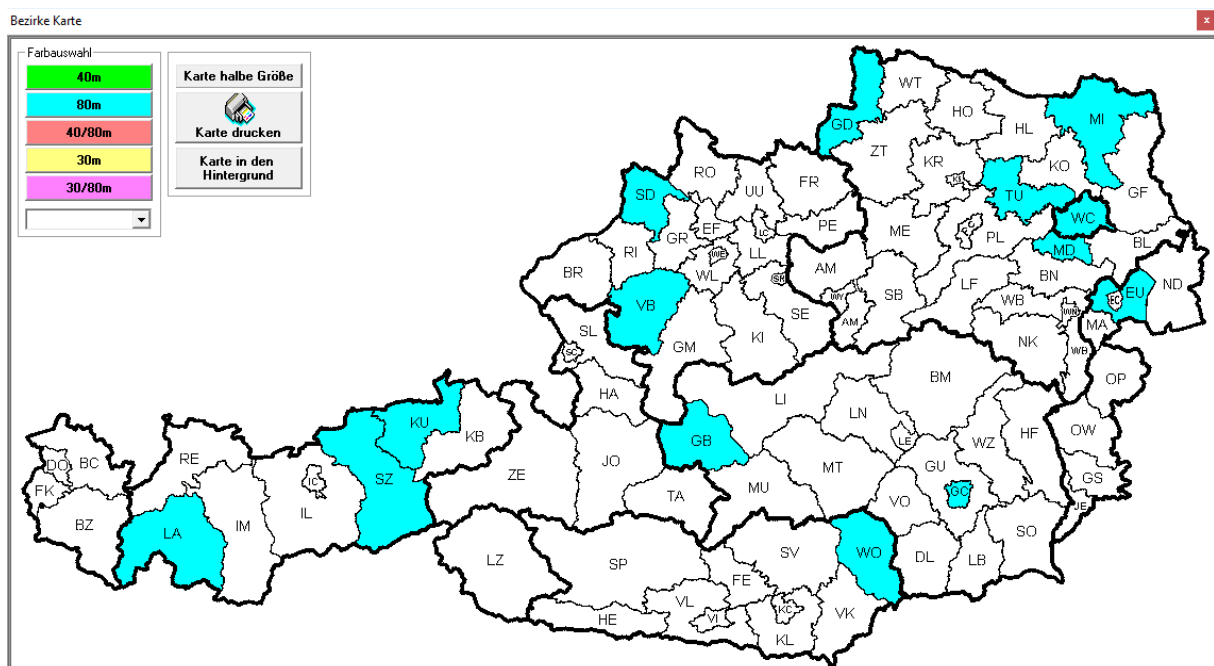 Bezirke Karte
x
Farbauswahl
40m
80m
40/80m
30m
30/80m
Karte halbe Größe
Karte drucken
Karte in den
Hintergrund
WT
HO
HL
MI
GD
ZT
KR
KO
KI
RO
UU
FR
SD
TU
GF
WC
GR
EF
LC
PE
ME
PC
PL
BL
RI
WE
LL
MD
BR
WL
SR
AM
BN
ND
VB
WY
SB
LF
WB
EC
EU
SE
AM
WN
MA
SL
GM
KI
NK
WB
SC
BM
OP
HA
LI
LN
KU
KB
GB
LE
WZ
HF
OW
RE
DO
BC
ZE
JO
MT
GU
FK
IC
SZ
GC
GS
BZ
LA
IM
IL
TA
MU
VO
JE
SO
LZ
SP
SV
WO
DL
LB
FE
VL
HE
VI
KC
VK
KL